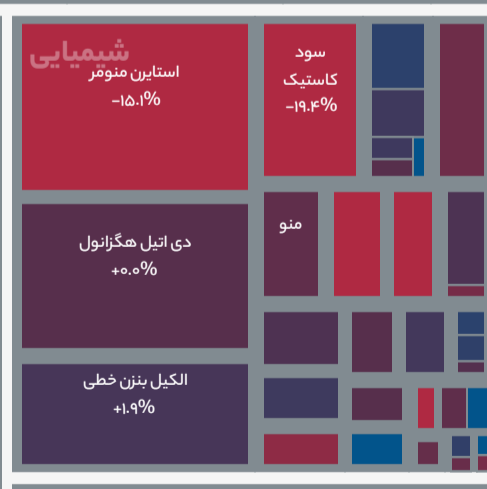 شیمیایی
استایرن منومر
-۱۵.۱%
سود
کاستیک
-۱۹.۴%
دی اتیل هگزانول
+۰.۰%
منو
الکیل بنزن خطی
+۱.۹%